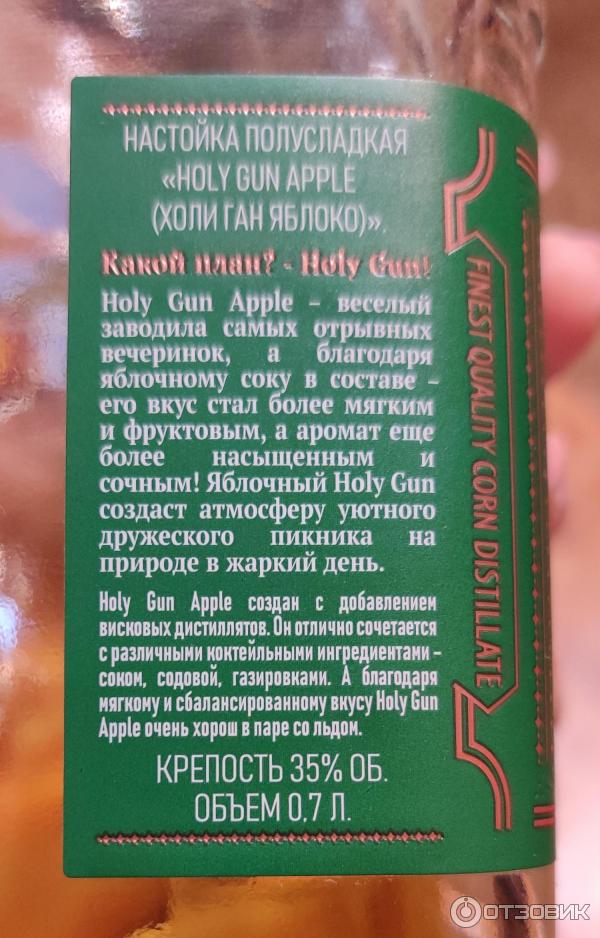 НАСТОЙКА ПОЛУСЛАДКАЯ
«HOLY GUN APPLE
(ХОЛИ ГАН ЯБЛОКО)».
Какой план? - Holy Gun!
Holy Gun Apple – веселый
заводила самых отрывных
вечеринок, а благодаря
яблочному соку в составе –
его вкус стал более мягким
и фруктовым, а аромат еще
более насыщенным и
сочным! Яблочный Holy Gun
создаст атмосферу уютного
дружеского пикника на
природе в жаркий день.
Holy Gun Apple создан с добавлением
висковых дистиллятов. Он отлично сочетается
с различными коктейльными ингредиентами –
соком, содовой, газировками. А благодаря
мягкому и сбалансированному вкусу Holy Gun
Apple очень хорош в паре со льдом.
КРЕПОСТЬ 35% ОБ.
ОБЪЕМ 0,7 Л.
FINEST QUALITY CORN DISTILLATE
ОТЗОВИК